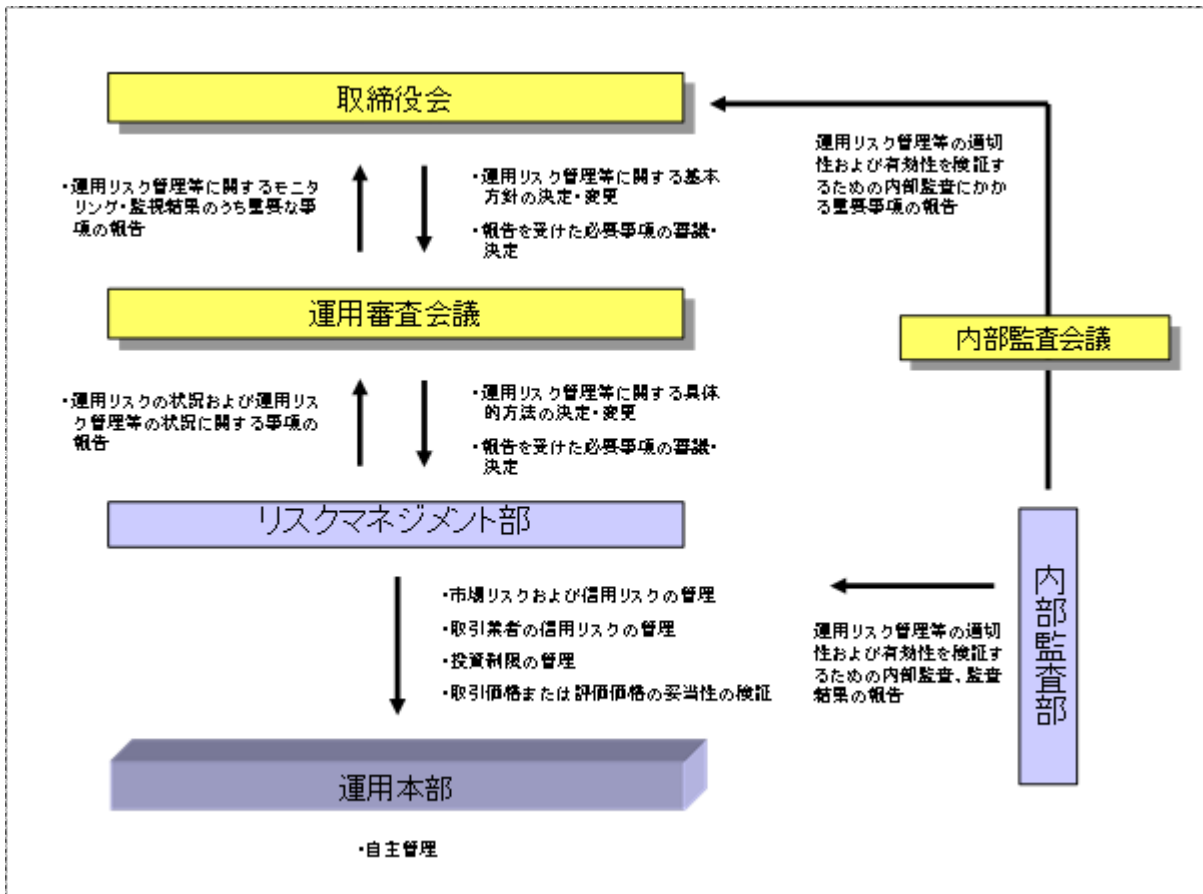 取締役会
・運用リスク管理等に関するモニ
タリング・監視結果のうち重要な事
項の報告
・運用リスク管理等に関する基本
方針の決定・変更
・報告を受けた必要事項の審議・
決定
運用リスク管理等の適切
性および有効性を検証す
るための内部監査にかか
る重要事項の報告
運用審査会議
内部監査会議
・運用リスクの状況および運用リス
ク管理等の状況に関する事項の
報告
・運用リスク管理等に関する具体
的方法の決定・変更
・報告を受けた必要事項の審議・
決定
リスクマネジメント部
・市場リスクおよび信用リスクの管理
・取引業者の信用リスクの管理
・投資制限の管理
・取引価格または評価価格の妥当性の検証
運用リスク管理等の適切
性および有効性を検証す
るための内部監査、監査
結果の報告
内部監査部
運用本部
・自主管理